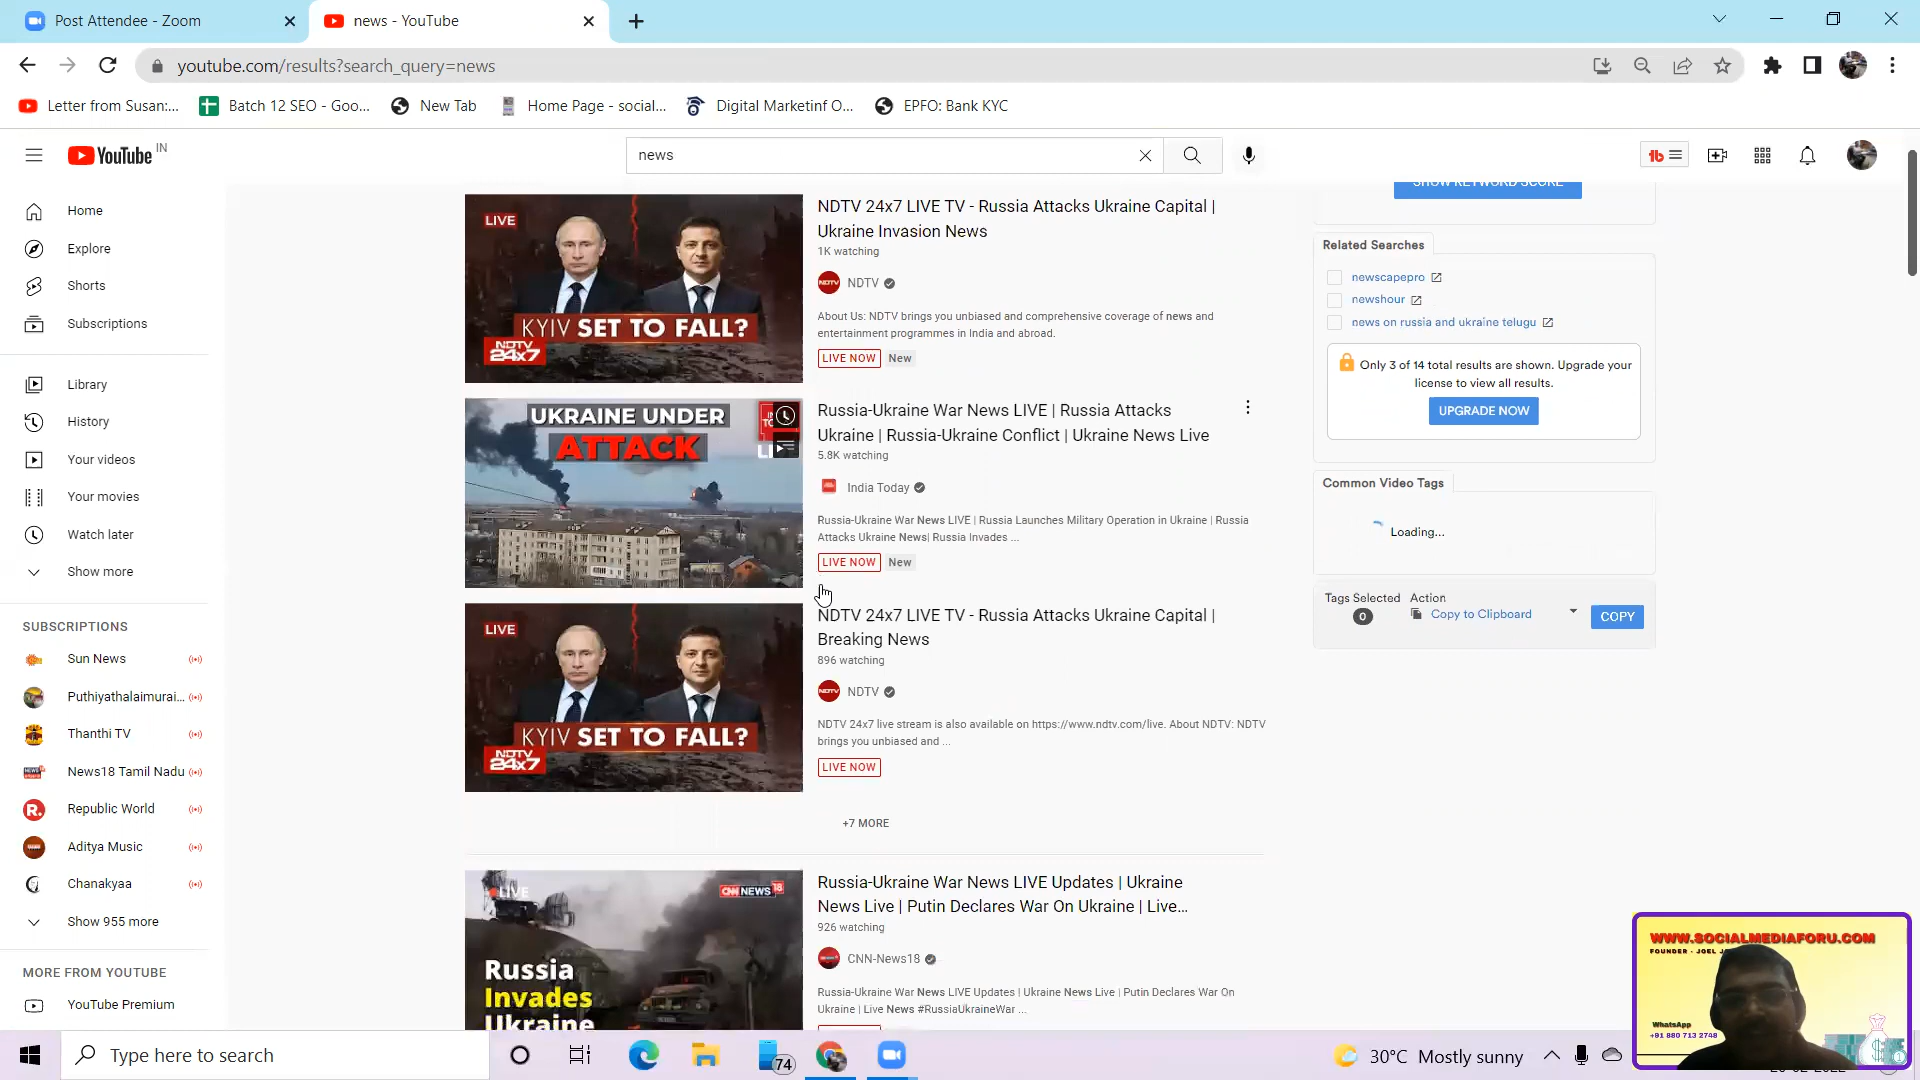 Post Attendee - Zoom
news - YouTube
youtube.com/results?search_query=news
Letter from Susan:...
Batch 12 SEO - Goo...
New Tab
Home Page - social...
Digital Marketinf O...
EPFO: Bank KYC
YouTube IN
news
Home
Explore
Shorts
Subscriptions
Library
History
Your videos
Your movies
Watch later
Show more
SUBSCRIPTIONS
Sun News
Puthiyathalaimurai...
Thanthi TV
News18 Tamil Nadu
Republic World
Aditya Music
Chanakyaa
Show 955 more
MORE FROM YOUTUBE
YouTube Premium
LIVE
KYIV SET TO FALL?
NDTV 24x7
NDTV 24x7 LIVE TV - Russia Attacks Ukraine Capital |
Ukraine Invasion News
1K watching
NDTV
About Us: NDTV brings you unbiased and comprehensive coverage of news and
entertainment programmes in India and abroad.
LIVE NOW New
UKRAINE UNDER
ATTACK
Russia-Ukraine War News LIVE | Russia Attacks
Ukraine | Russia-Ukraine Conflict | Ukraine News Live
5.8K watching
India Today
Russia-Ukraine War News LIVE | Russia Launches Military Operation in Ukraine | Russia
Attacks Ukraine News| Russia Invades ...
LIVE NOW New
LIVE
KYIV SET TO FALL?
NDTV 24x7
NDTV 24x7 LIVE TV - Russia Attacks Ukraine Capital |
Breaking News
896 watching
NDTV
NDTV 24x7 live stream is also available on https://www.ndtv.com/live. About NDTV: NDTV
brings you unbiased and ...
LIVE NOW
+7 MORE
LIVE
CNN NEWS 18
Russia
Invades
Ukraine
Russia-Ukraine War News LIVE Updates | Ukraine
News Live | Putin Declares War On Ukraine | Live...
926 watching
CNN-News18
Russia-Ukraine War News LIVE Updates | Ukraine News Live | Putin Declares War On
Ukraine | Live News #RussiaUkraineWar ...
SHOW KEYWORD SCORE
Related Searches
newscapepro
newshour
news on russia and ukraine telugu
Only 3 of 14 total results are shown. Upgrade your
license to view all results.
UPGRADE NOW
Common Video Tags
Loading...
Tags Selected
0
Action
Copy to Clipboard
COPY
WWW.SOCIALMEDIAFORU.COM
FOUNDER - JOEL
WhatsApp
+91 880 713 2748
Type here to search
74
30°C Mostly sunny